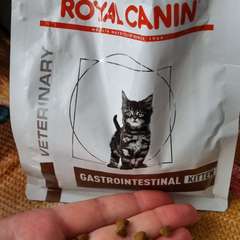 ROYAL CANIN
VETERINARY
GASTROINTESTINAL KITTEN